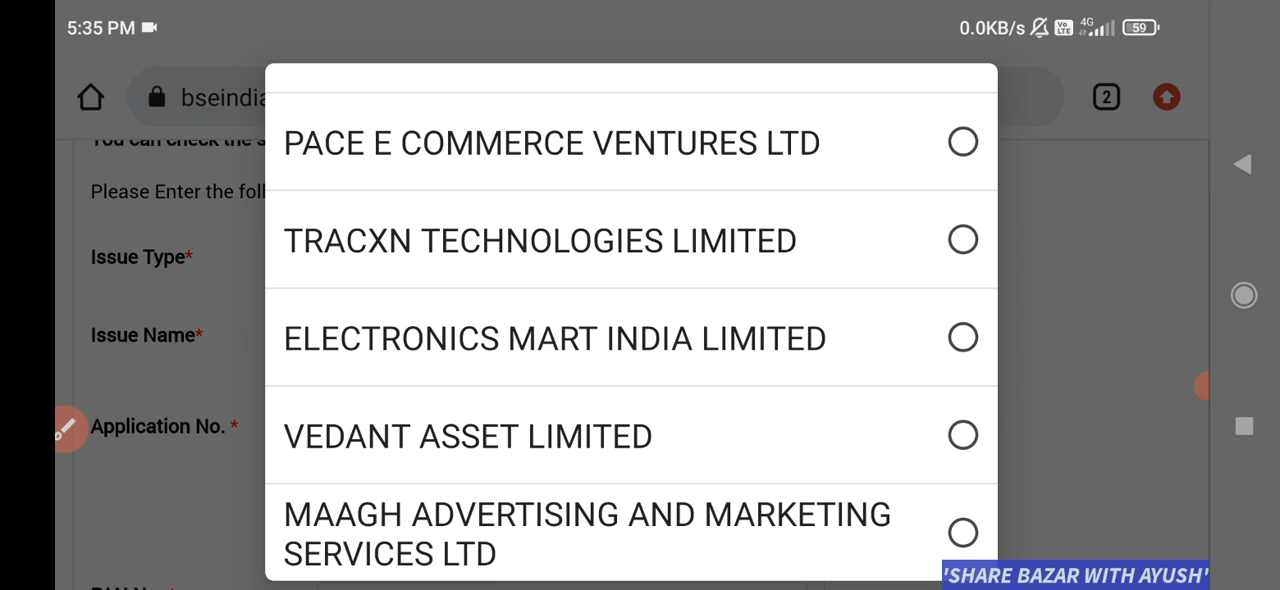 5:35 PM
0.0KB/s
Vo LTE
4G
59
bseindia
2
You can check the s
Please Enter the foll
Issue Type*
Issue Name*
Application No. *
PACE E COMMERCE VENTURES LTD
TRACXN TECHNOLOGIES LIMITED
ELECTRONICS MART INDIA LIMITED
VEDANT ASSET LIMITED
MAAGH ADVERTISING AND MARKETING
SERVICES LTD
'SHARE BAZAR WITH AYUSH'